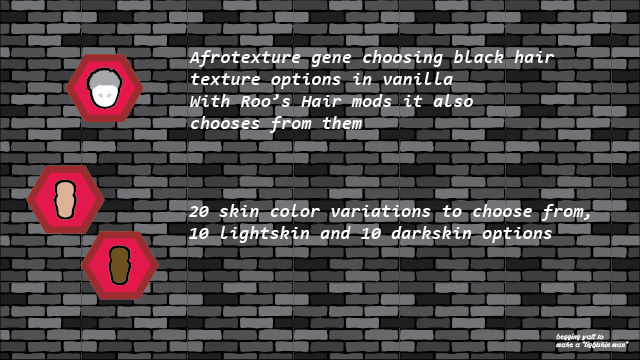 Afrotexture gene choosing black hair
texture options in vanilla
With Roo's Hair mods it also
chooses from them
20 skin color variations to choose from,
10 lightskin and 10 darkskin options
begging yall to
make a "lightskin man"